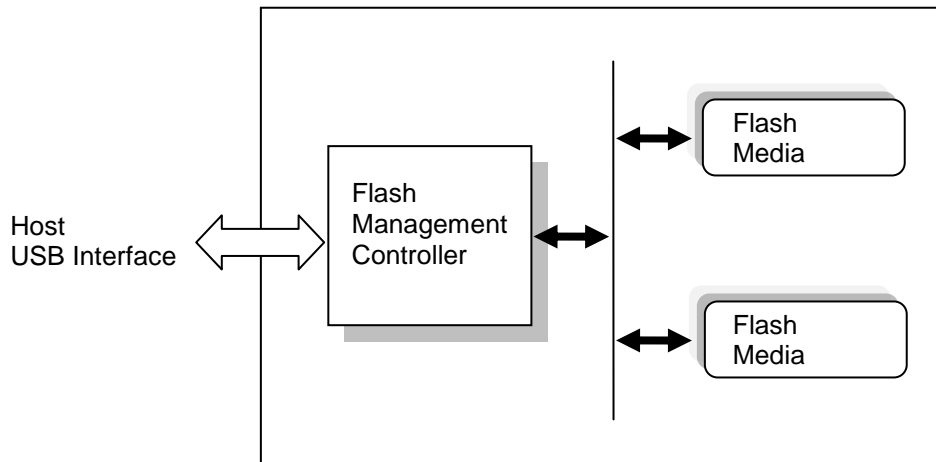 Host
USB Interface
Flash
Management
Controller
Flash
Media
Flash
Media